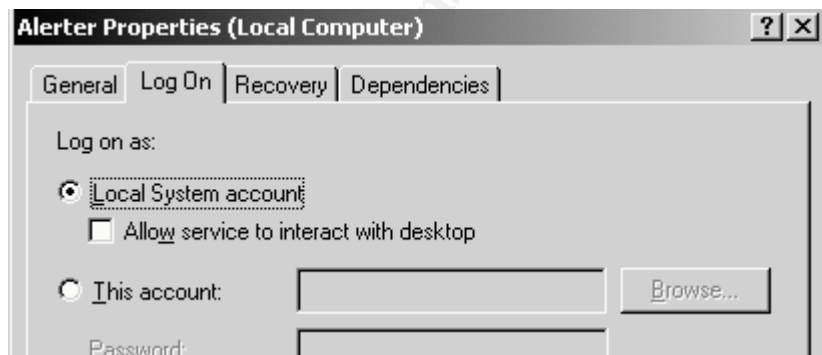 Alerter Properties (Local Computer)
General Log On Recovery Dependencies
Log on as:
Local System account
Allow service to interact with desktop
This account: Browse...
Password: